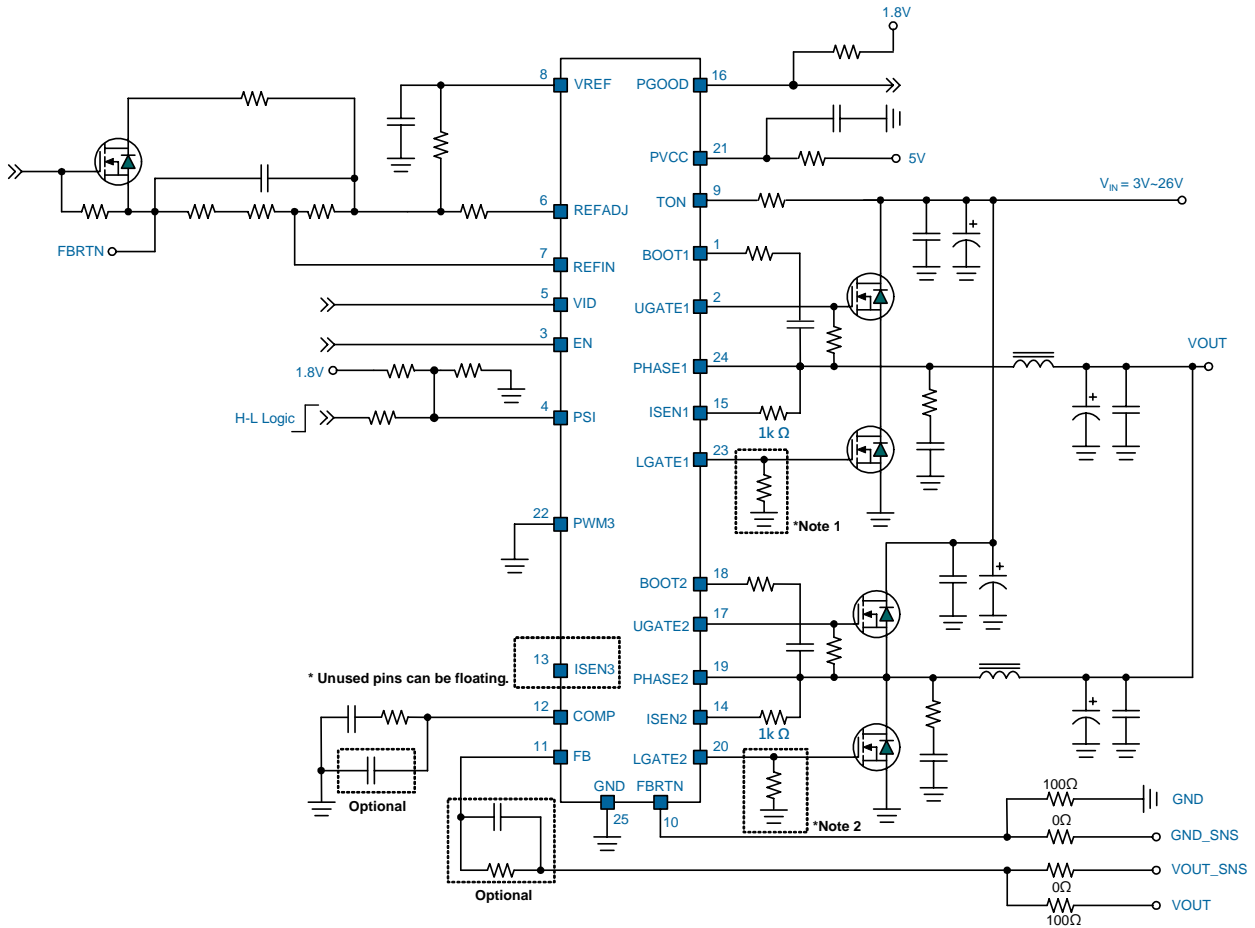 1.8V
8
VREF
PGOOD
16
PVCC
21
5V
TON
9
VIN = 3V~26V
6
REFADJ
FBRTN
7
REFIN
BOOT1
1
5
VID
UGATE1
2
3
EN
1.8V
PHASE1
24
VOUT
H-L Logic
4
PSI
ISEN1
15
1k Ω
LGATE1
23
*Note 1
22
PWM3
BOOT2
18
UGATE2
17
13
ISEN3
* Unused pins can be floating.
PHASE2
19
12
COMP
ISEN2
14
1k Ω
11
FB
LGATE2
20
Optional
GND
FBRTN
25
10
*Note 2
100Ω
GND
0Ω
GND_SNS
VOUT_SNS
0Ω
Optional
VOUT
100Ω